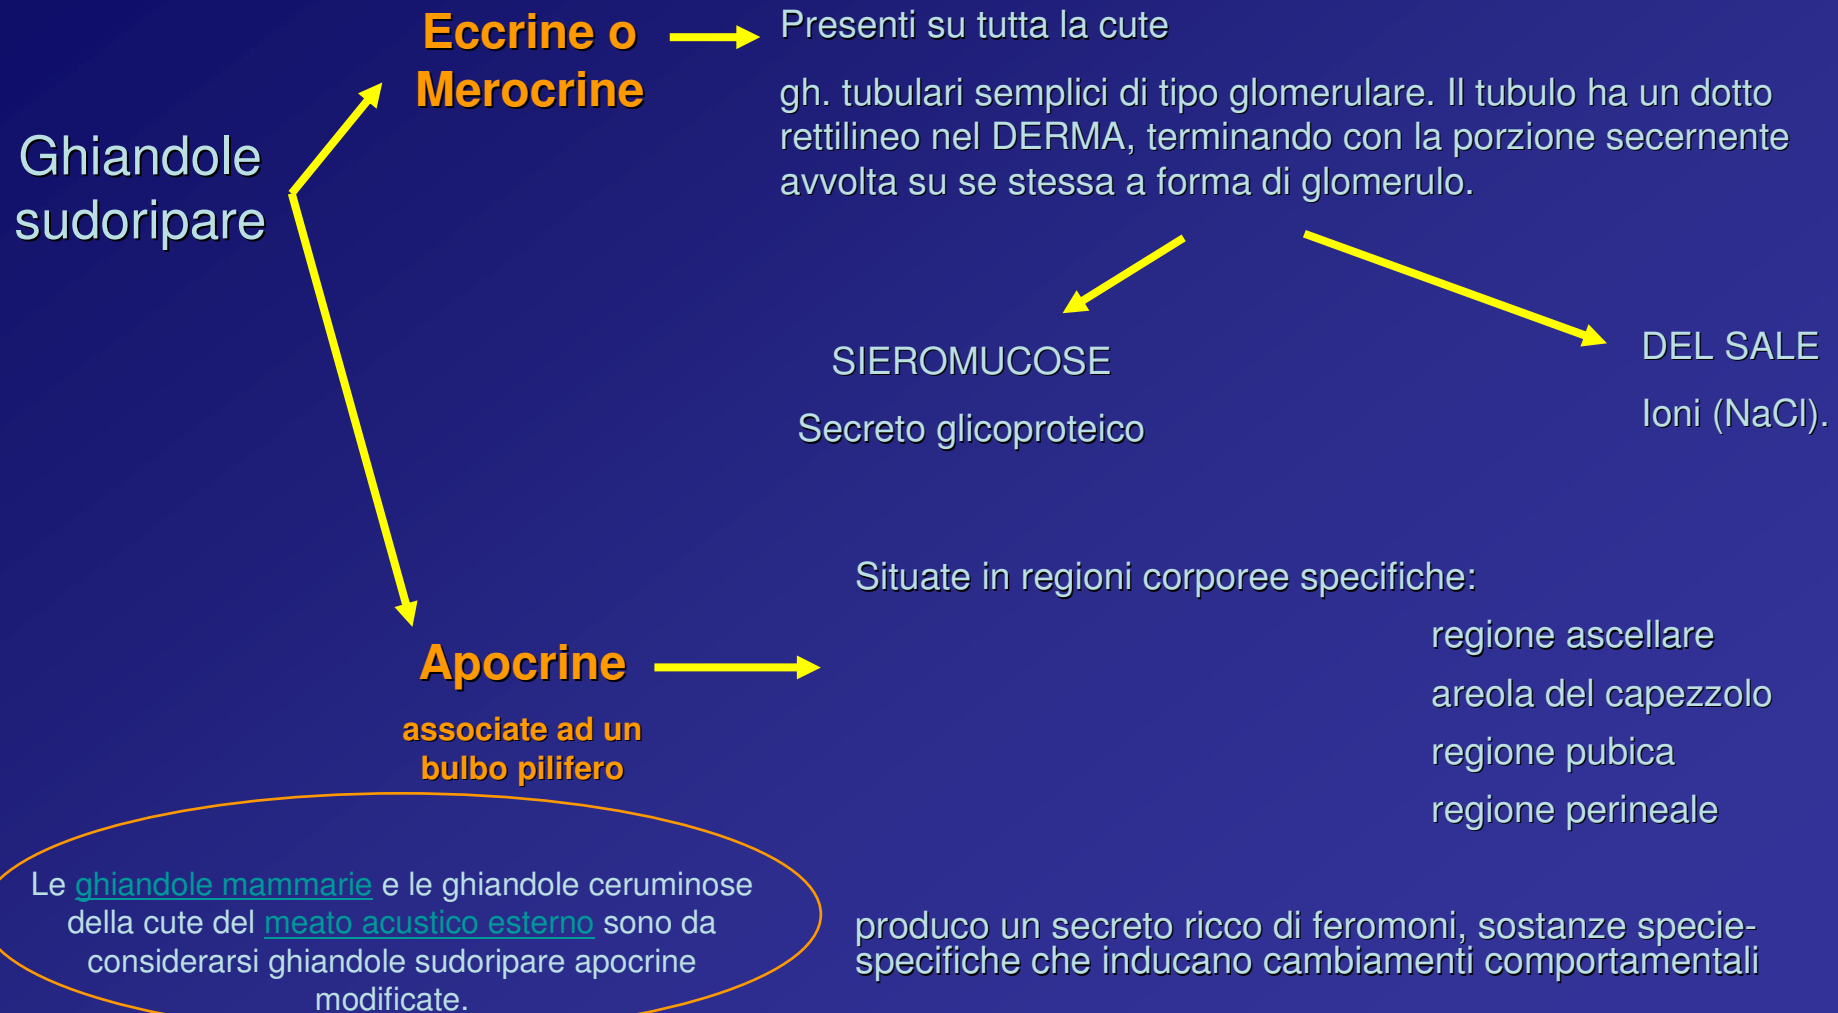 Ghiandole
sudoripare
Eccrine o
Merocrine
Presenti su tutta la cute
gh. tubulari semplici di tipo glomerulare. Il tubulo ha un dotto
rettilineo nel DERMA, terminando con la porzione secernente
avvolta su se stessa a forma di glomerulo.
SIEROMUCOSE
Secreto glicoproteico
DEL SALE
Ioni (NaCl).
Apocrine
associate ad un
bulbo pilifero
Situate in regioni corporee specifiche:
regione ascellare
areola del capezzolo
regione pubica
regione perineale
Le ghiandole mammarie e le ghiandole ceruminose
della cute del meato acustico esterno sono da
considerarsi ghiandole sudoripare apocrine
modificate.
produco un secreto ricco di feromoni, sostanze specie-
specifiche che inducano cambiamenti comportamentali